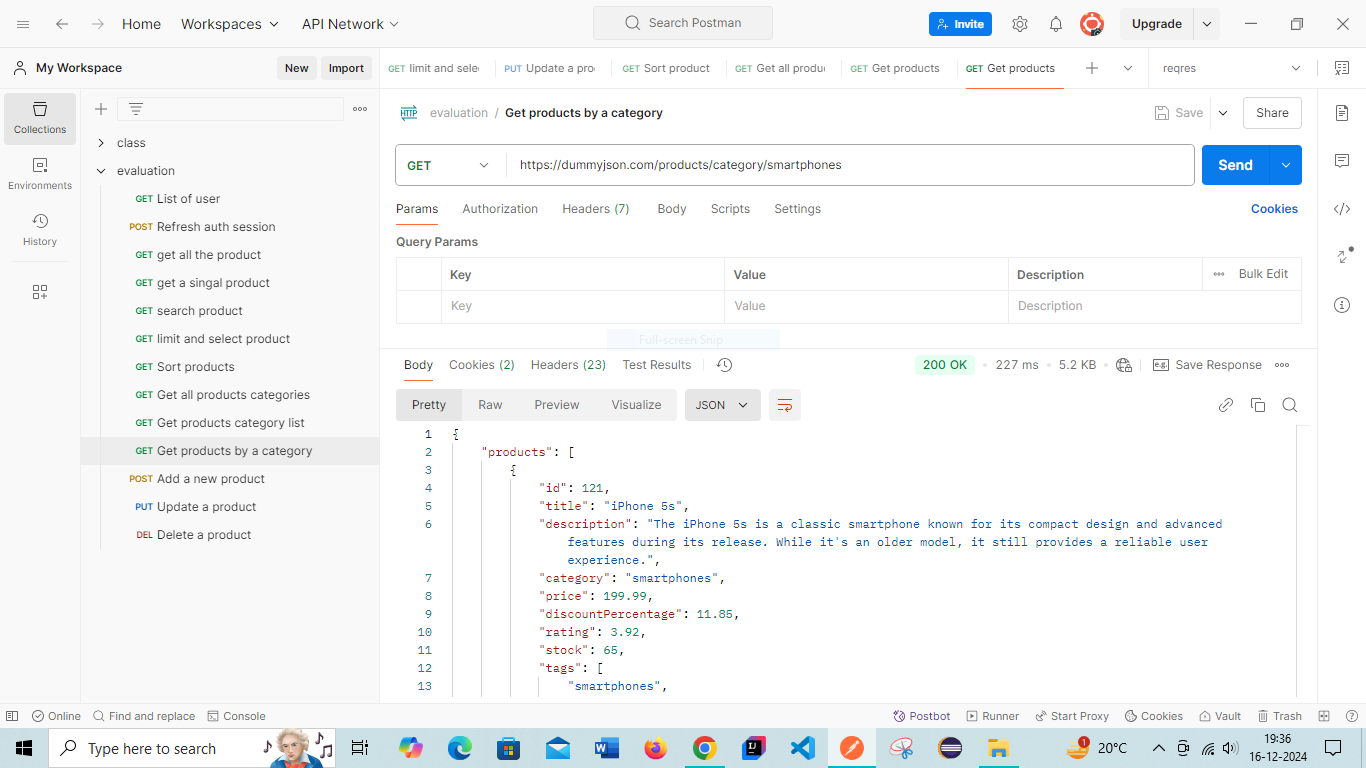 Home Workspaces API Network Search Postman Invite Upgrade
My Workspace New Import GET limit and sele PUT Update a pro GET Sort product GET Get all produ GET Get products GET Get products reqres
Collections
Environments
History
class
evaluation
GET List of user
POST Refresh auth session
GET get all the product
GET get a singal product
GET search product
GET limit and select product
GET Sort products
GET Get all products categories
GET Get products category list
GET Get products by a category
POST Add a new product
PUT Update a product
DEL Delete a product
HTTP evaluation / Get products by a category Save Share
GET https://dummyjson.com/products/category/smartphones Send
Params Authorization Headers (7) Body Scripts Settings Cookies
Query Params
Key Value Description Bulk Edit
Key Value Description
Full-screen Snip
Body Cookies (2) Headers (23) Test Results 200 OK 227 ms 5.2 KB e.g. Save Response
Pretty Raw Preview Visualize JSON
1 {
2 "products": [
3 {
4 "id": 121,
5 "title": "iPhone 5s",
6 "description": "The iPhone 5s is a classic smartphone known for its compact design and advanced
features during its release. While it's an older model, it still provides a reliable user
experience.",
7 "category": "smartphones",
8 "price": 199.99,
9 "discountPercentage": 11.85,
10 "rating": 3.92,
11 "stock": 65,
12 "tags": [
13 "smartphones",
Online Find and replace Console Postbot Runner Start Proxy Cookies Vault Trash
Type here to search 1 20°C 19:36
16-12-2024